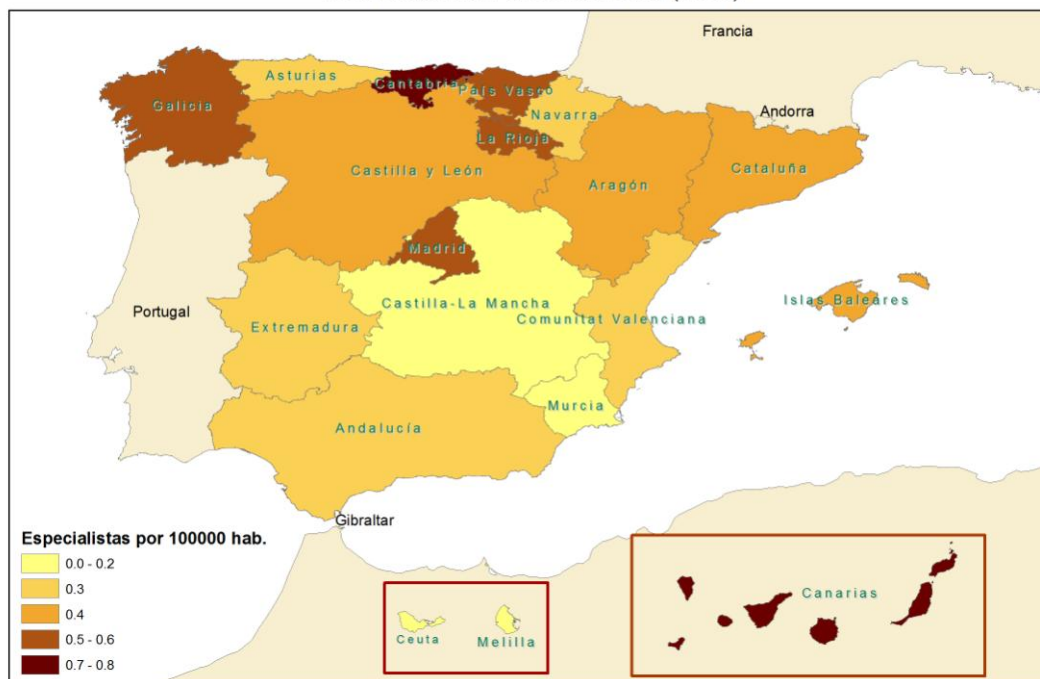 Francia
Asturias
Cantabria
País Vasco
Galicia
Navarra
Andorra
La Rioja
Castilla y León
Aragón
Cataluña
Madrid
Castilla-La Mancha
Islas Baleares
Portugal
Extremadura
Comunitat Valenciana
Murcia
Andalucía
Gibraltar
Especialistas por 100000 hab.
0.0 - 0.2
0.3
0.4
0.5 - 0.6
0.7 - 0.8
Ceuta
Melilla
Canarias